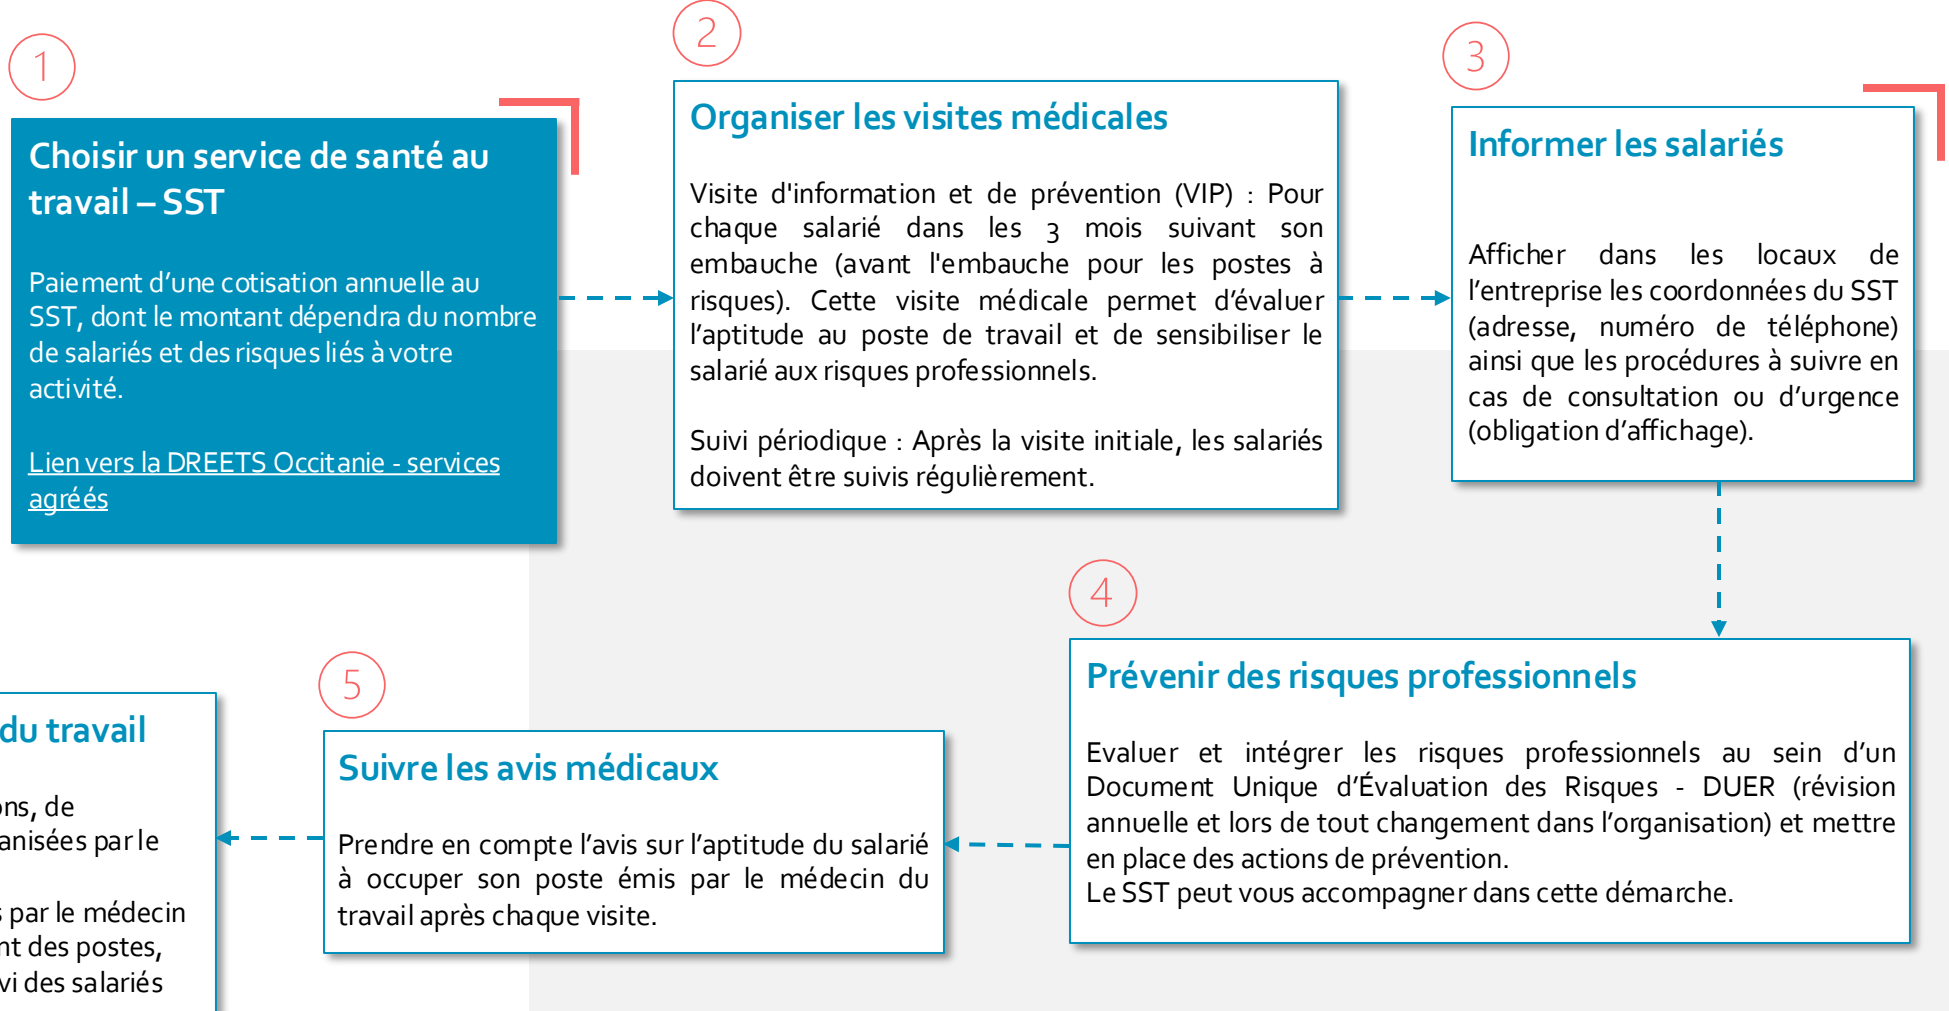 1
Choisir un service de santé au
travail – SST
Paiement d’une cotisation annuelle au
SST, dont le montant dépendra du nombre
de salariés et des risques liés à votre
activité.
Lien vers la DREETS Occitanie - services
agréés
2
Organiser les visites médicales
Visite d'information et de prévention (VIP) : Pour
chaque salarié dans les 3 mois suivant son
embauche (avant l'embauche pour les postes à
risques). Cette visite médicale permet d’évaluer
l’aptitude au poste de travail et de sensibiliser le
salarié aux risques professionnels.
Suivi périodique : Après la visite initiale, les salariés
doivent être suivis régulièrement.
3
Informer les salariés
Afficher dans les locaux de
l’entreprise les coordonnées du SST
(adresse, numéro de téléphone)
ainsi que les procédures à suivre en
cas de consultation ou d’urgence
(obligation d’affichage).
4
Prévenir des risques professionnels
Evaluer et intégrer les risques professionnels au sein d’un
Document Unique d’Évaluation des Risques - DUER (révision
annuelle et lors de tout changement dans l’organisation) et mettre
en place des actions de prévention.
Le SST peut vous accompagner dans cette démarche.
5
Suivre les avis médicaux
Prendre en compte l’avis sur l’aptitude du salarié
à occuper son poste émis par le médecin du
travail après chaque visite.
du travail
de
par le
par le médecin
des postes,
des salariés